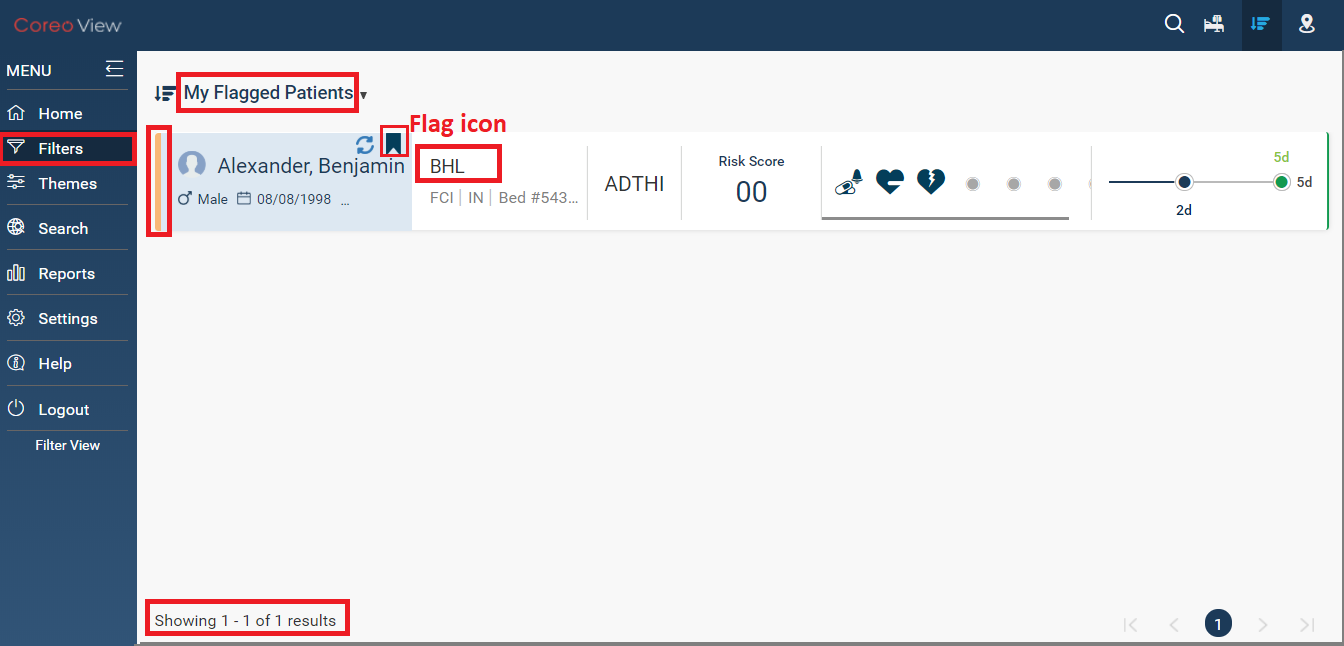 Coreo View
MENU
Home
Filters
Themes
Search
Reports
Settings
Help
Logout
Filter View
My Flagged Patients
Flag icon
Alexander, Benjamin
Male 08/08/1998 ...
BHL
FCI | IN | Bed #543...
ADTHI
Risk Score
00
5d
5d
2d
Showing 1 - 1 of 1 results
1